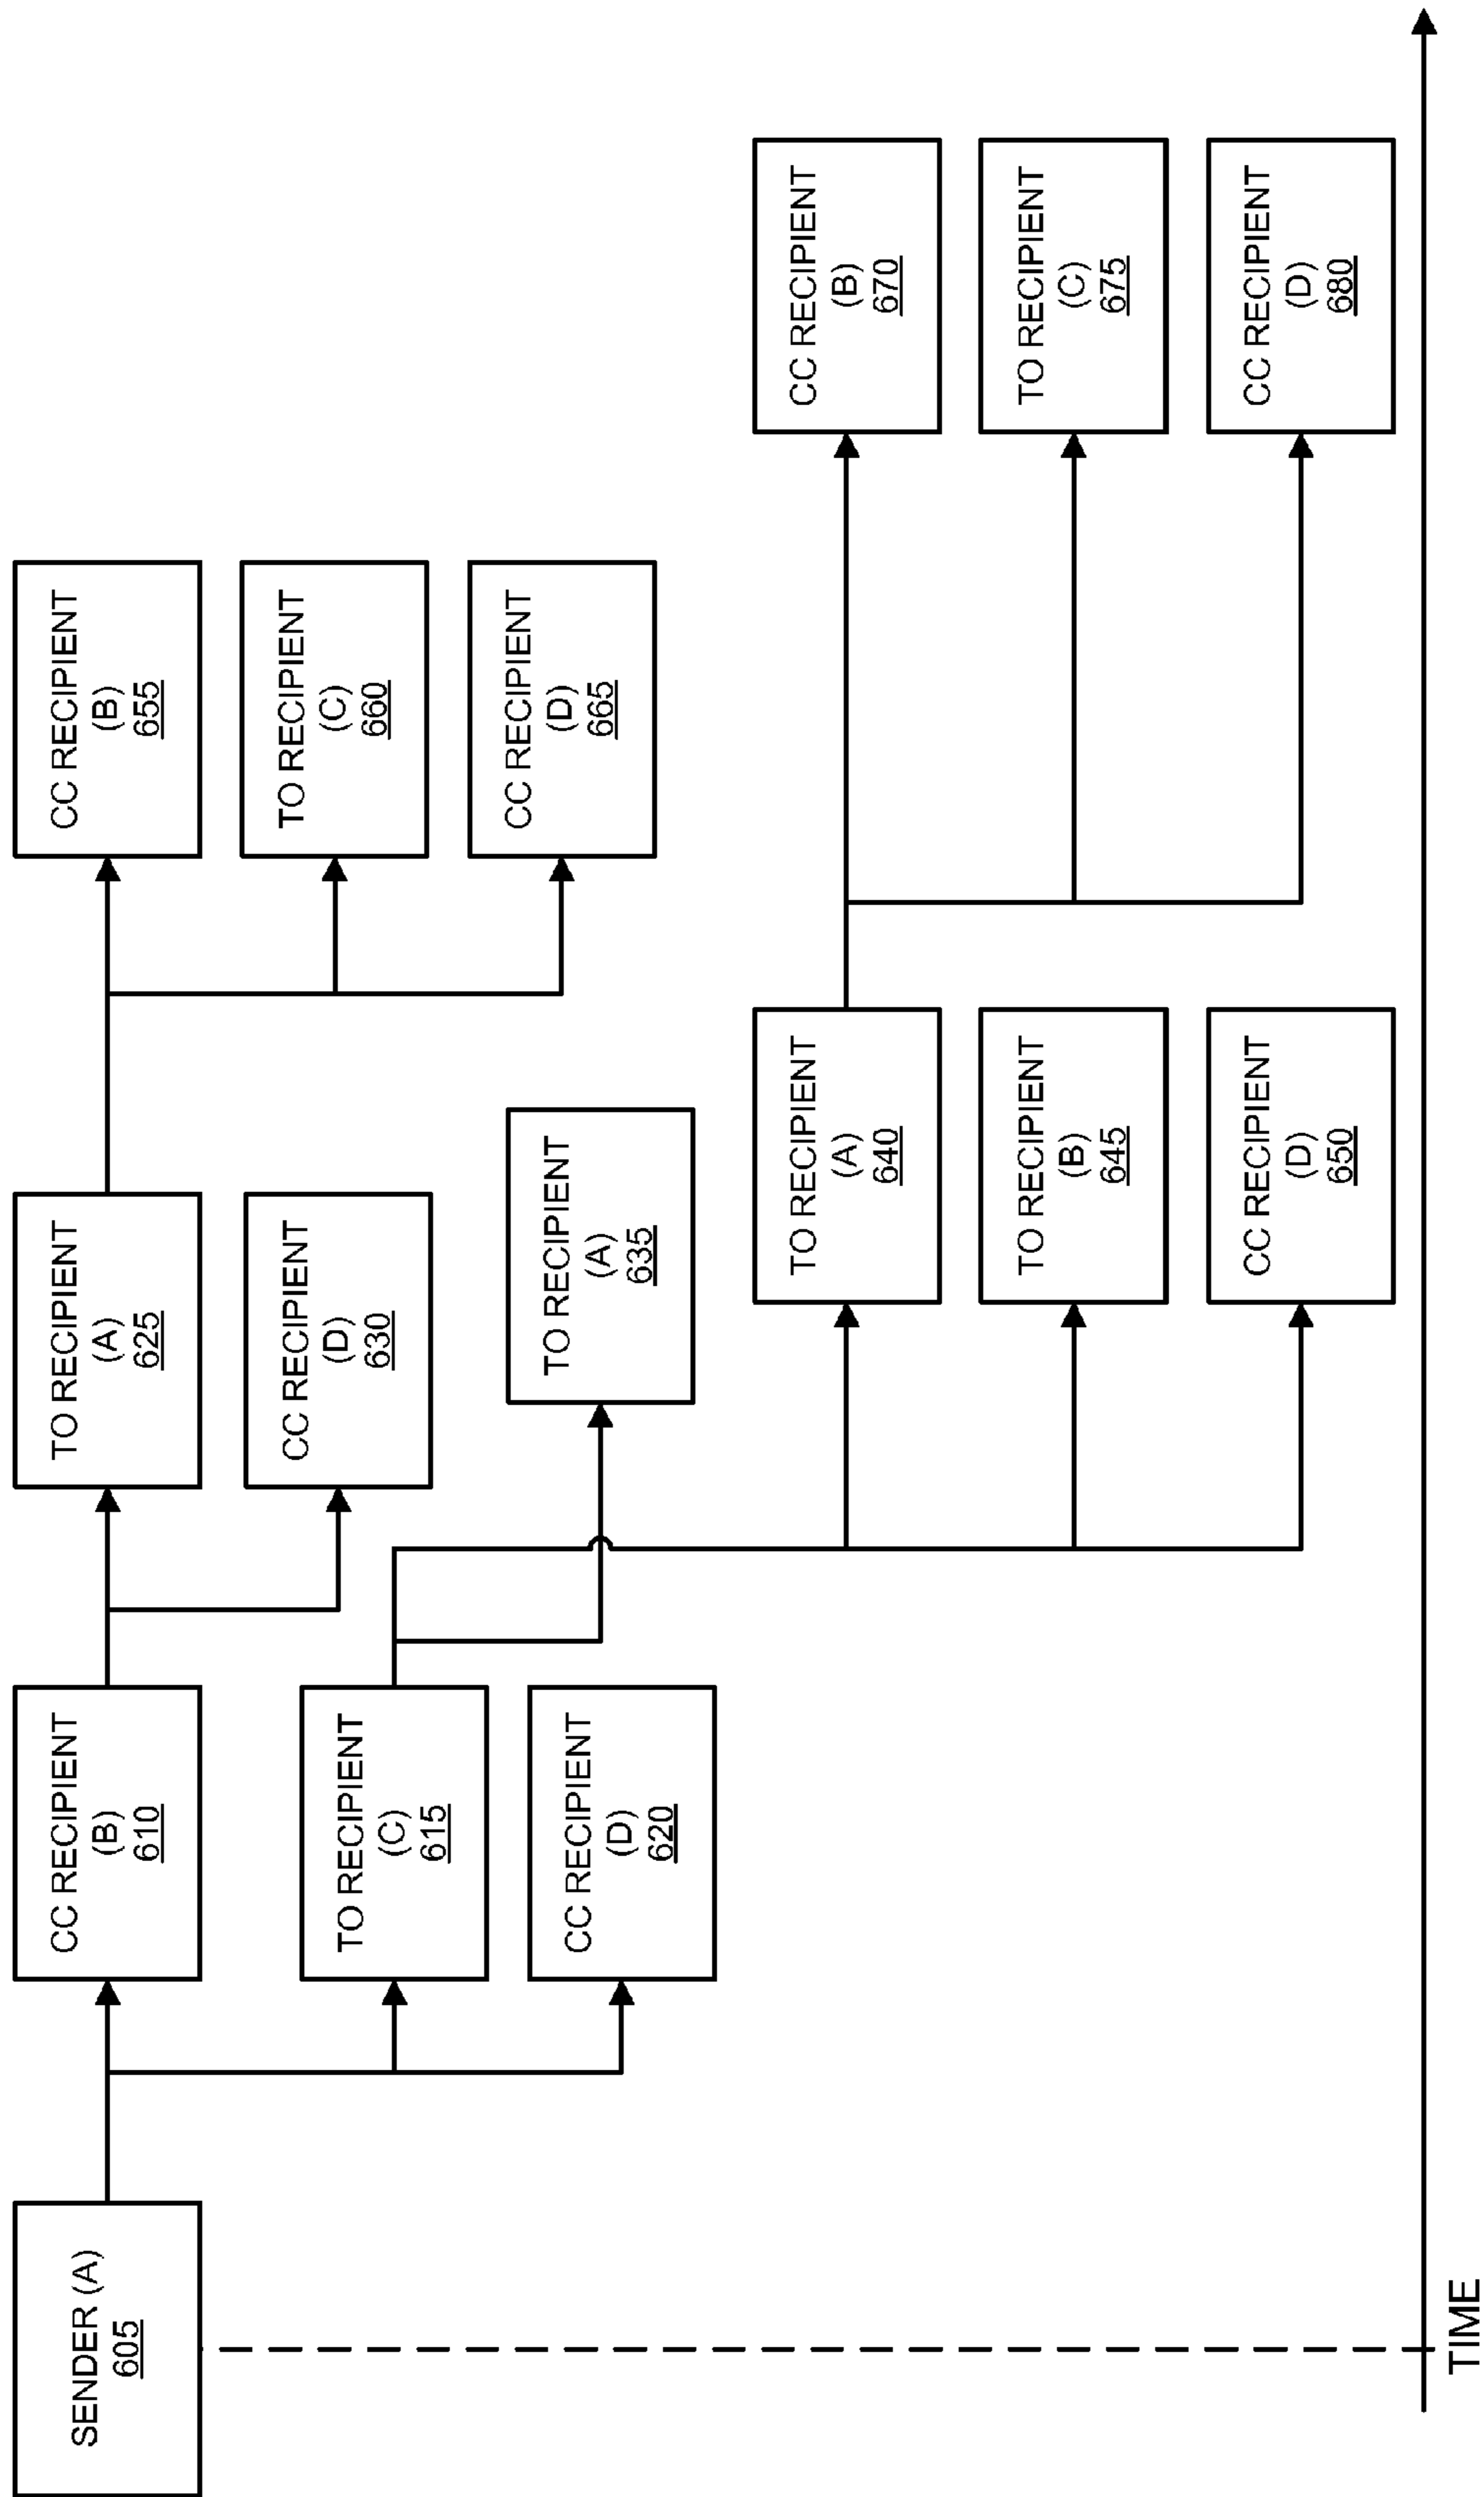 SENDER (A)
605
CC RECIPIENT
(B)
610
TO RECIPIENT
(C)
615
CC RECIPIENT
(D)
620
TO RECIPIENT
(A)
625
CC RECIPIENT
(D)
630
TO RECIPIENT
(A)
635
TO RECIPIENT
(A)
640
TO RECIPIENT
(B)
645
CC RECIPIENT
(D)
650
CC RECIPIENT
(B)
655
TO RECIPIENT
(C)
660
CC RECIPIENT
(D)
665
CC RECIPIENT
(B)
670
TO RECIPIENT
(C)
675
CC RECIPIENT
(D)
680
TIME